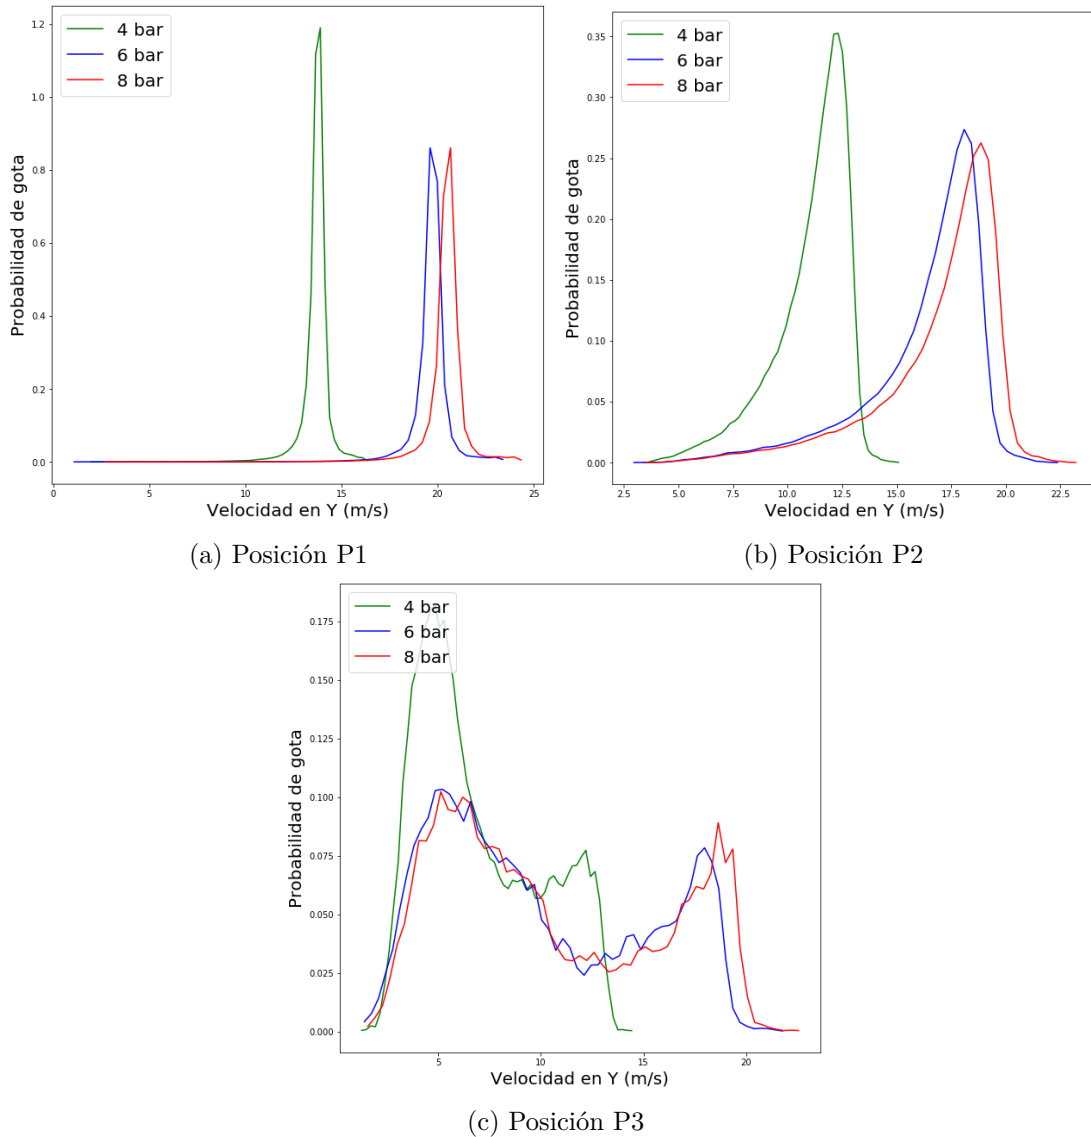 4 bar
6 bar
8 bar
Probabilidad de gota
1.2
1.0
0.8
0.6
0.4
0.2
0.0
0 5 10 15 20 25
Velocidad en Y (m/s)
(a) Posición P1
4 bar
6 bar
8 bar
Probabilidad de gota
0.35
0.30
0.25
0.20
0.15
0.10
0.05
0.00
2.5 5.0 7.5 10.0 12.5 15.0 17.5 20.0 22.5
Velocidad en Y (m/s)
(b) Posición P2
4 bar
6 bar
8 bar
Probabilidad de gota
0.175
0.150
0.125
0.100
0.075
0.050
0.025
0.000
5 10 15 20
Velocidad en Y (m/s)
(c) Posición P3